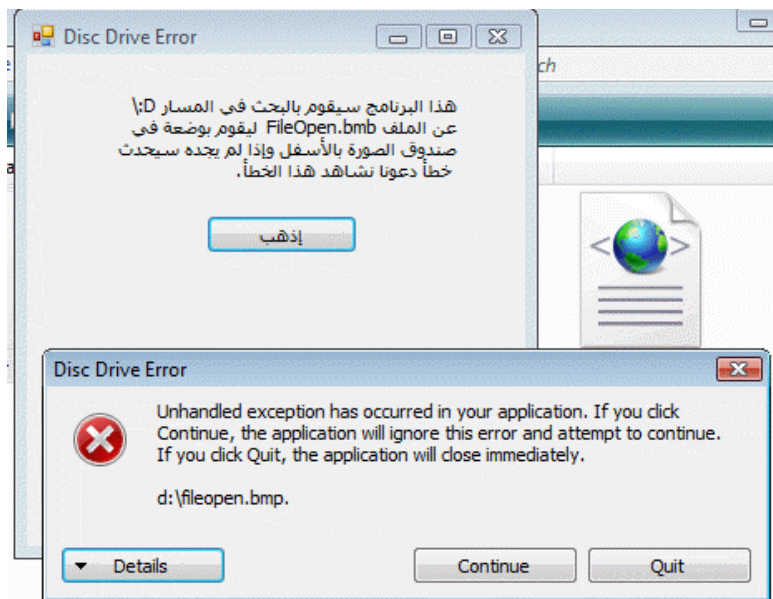 Disc Drive Error
ch
هذا البرنامج سيقوم بالبحث في المسار D:\
عن الملف FileOpen.bmb ليقوم بوضعة في
صندوق الصورة بالأسفل وإذا لم يجده سيحدث
خطأ دعونا نشاهد هذا الخطأ.
إذهب
Disc Drive Error
Unhandled exception has occurred in your application. If you click
Continue, the application will ignore this error and attempt to continue.
If you click Quit, the application will close immediately.
d:\fileopen.bmp.
Details
Continue
Quit